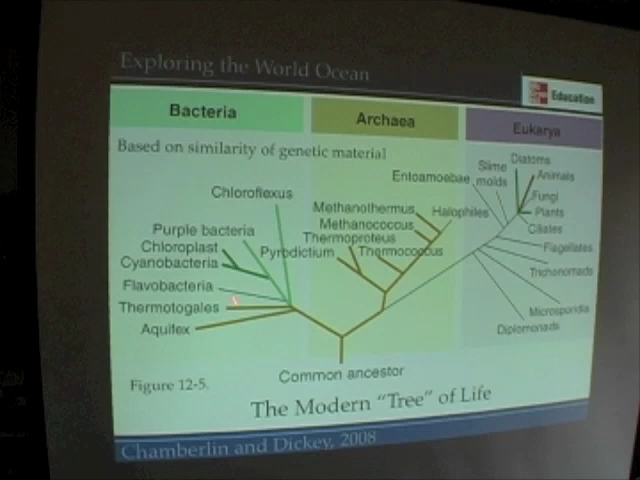 Exploring the World Ocean
Education
Bacteria
Archaea
Eukarya
Based on similarity of genetic material
Chloroflexus
Purple bacteria
Chloroplast
Cyanobacteria
Flavobacteria
Thermotogales
Aquifex
Methanothermus
Methanococcus
Thermoproteus
Pyrodictium
Thermococcus
Halophiles
Entoamoebae
Slime
molds
Diatoms
Animals
Fungi
Plants
Ciliates
Flagellates
Trichomonads
Microsporidia
Diplomonads
Common ancestor
Figure 12-5.
The Modern "Tree" of Life
Chamberlin and Dickey, 2008